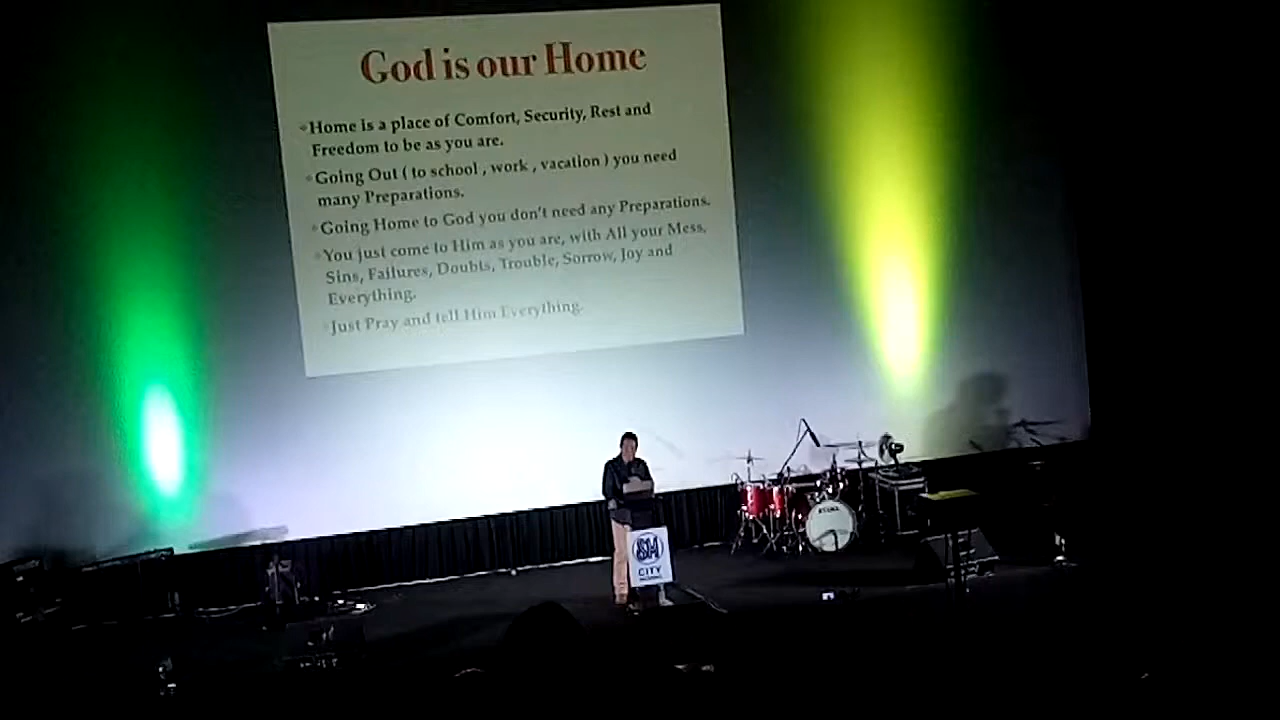 God is our Home
Home is a place of Comfort, Security, Rest and
Freedom to be as you are.
Going Out ( to school , work , vacation ) you need
many Preparations.
Going Home to God you don't need any Preparations.
You just come to Him as you are, with All your Mess,
Sins, Failures, Doubts, Trouble, Sorrow, Joy and
Everything.
Just Pray and tell Him Everything.
TAMA
SM
CITY